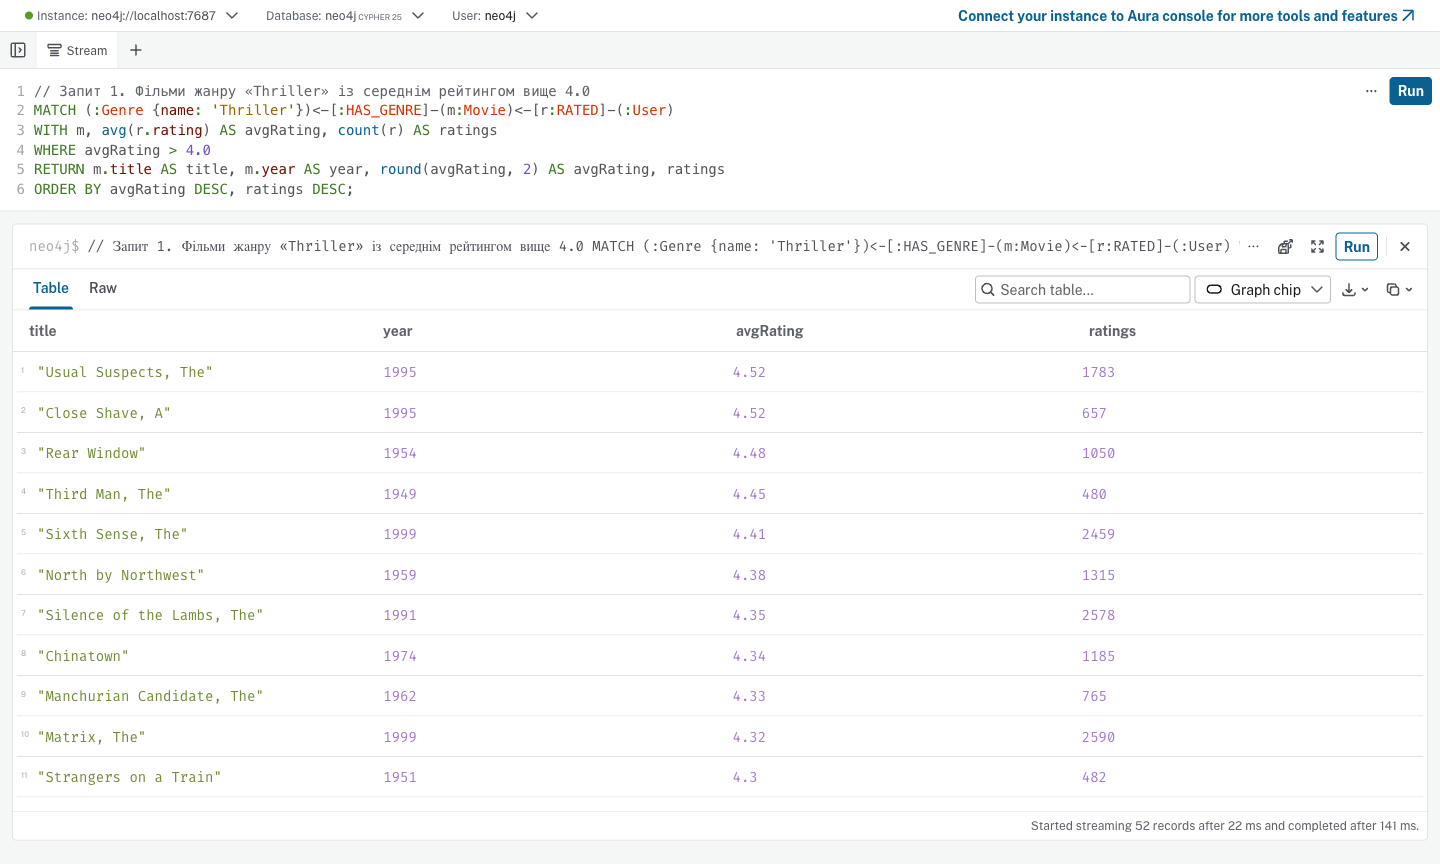 Instance: neo4j://localhost:7687 Database: neo4j CYPHER 25 User: neo4j Connect your instance to Aura console for more tools and features
Stream
1 // Запит 1. Фільми жанру «Thriller» із середнім рейтингом вище 4.0
2 MATCH (:Genre {name: 'Thriller'})<-[:HAS_GENRE]-(m:Movie)<-[r:RATED]-(:User)
3 WITH m, avg(r.rating) AS avgRating, count(r) AS ratings
4 WHERE avgRating > 4.0
5 RETURN m.title AS title, m.year AS year, round(avgRating, 2) AS avgRating, ratings
6 ORDER BY avgRating DESC, ratings DESC;
Run
neo4j$ // Запит 1. Фільми жанру «Thriller» із середнім рейтингом вище 4.0 MATCH (:Genre {name: 'Thriller'})<-[:HAS_GENRE]-(m:Movie)<-[r:RATED]-(:User) ... Run
Table Raw Search table... Graph chip
title year avgRating ratings
1 "Usual Suspects, The" 1995 4.52 1783
2 "Close Shave, A" 1995 4.52 657
3 "Rear Window" 1954 4.48 1050
4 "Third Man, The" 1949 4.45 480
5 "Sixth Sense, The" 1999 4.41 2459
6 "North by Northwest" 1959 4.38 1315
7 "Silence of the Lambs, The" 1991 4.35 2578
8 "Chinatown" 1974 4.34 1185
9 "Manchurian Candidate, The" 1962 4.33 765
10 "Matrix, The" 1999 4.32 2590
11 "Strangers on a Train" 1951 4.3 482
Started streaming 52 records after 22 ms and completed after 141 ms.